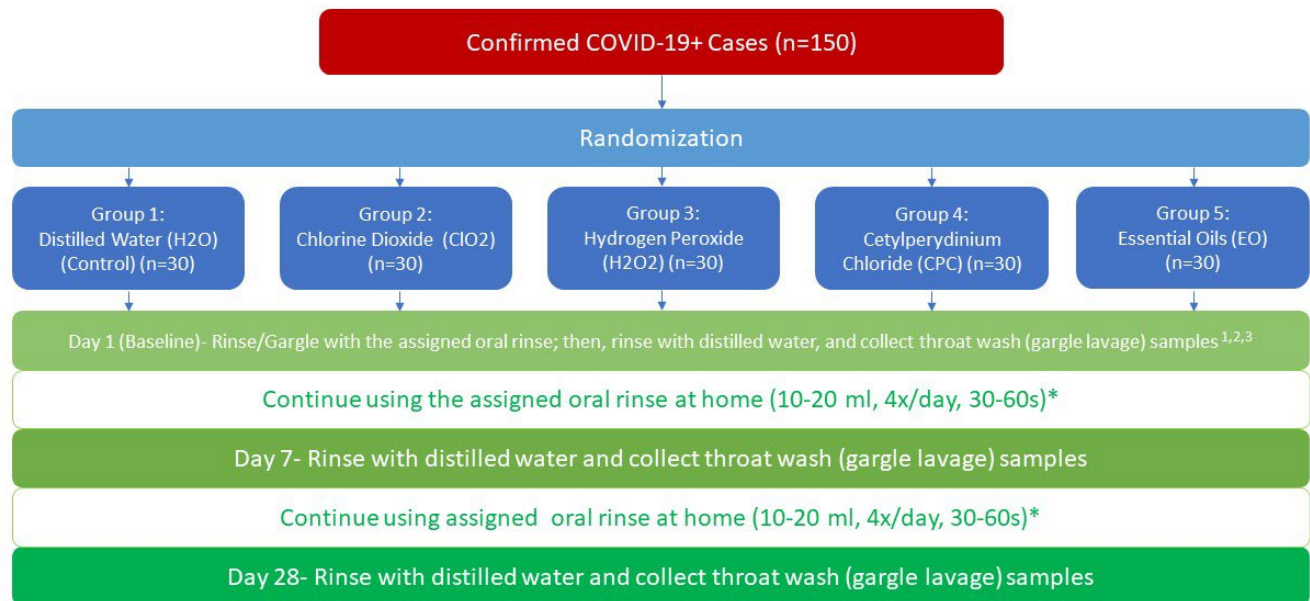 Confirmed COVID-19+ Cases (n=150)
Randomization
Group 1:
Distilled Water (H2O)
(Control) (n=30)
Group 2:
Chlorine Dioxide (ClO2)
(n=30)
Group 3:
Hydrogen Peroxide
(H2O2) (n=30)
Group 4:
Cetylperydinium
Chloride (CPC) (n=30)
Group 5:
Essential Oils (EO)
(n=30)
Day 1 (Baseline)- Rinse/Gargle with the assigned oral rinse; then, rinse with distilled water, and collect throat wash (gargle lavage) samples 1,2,3
Continue using the assigned oral rinse at home (10-20 ml, 4x/day, 30-60s)*
Day 7- Rinse with distilled water and collect throat wash (gargle lavage) samples
Continue using assigned oral rinse at home (10-20 ml, 4x/day, 30-60s)*
Day 28- Rinse with distilled water and collect throat wash (gargle lavage) samples